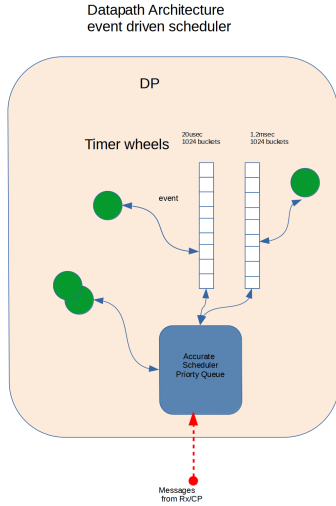 Datapath Architecture
event driven scheduler
DP
Timer wheels
20usec
1024 buckets
1,2msec
1024 buckets
event
Accurate
Scheduler
Priorty Queue
Messages
from Rx/CP